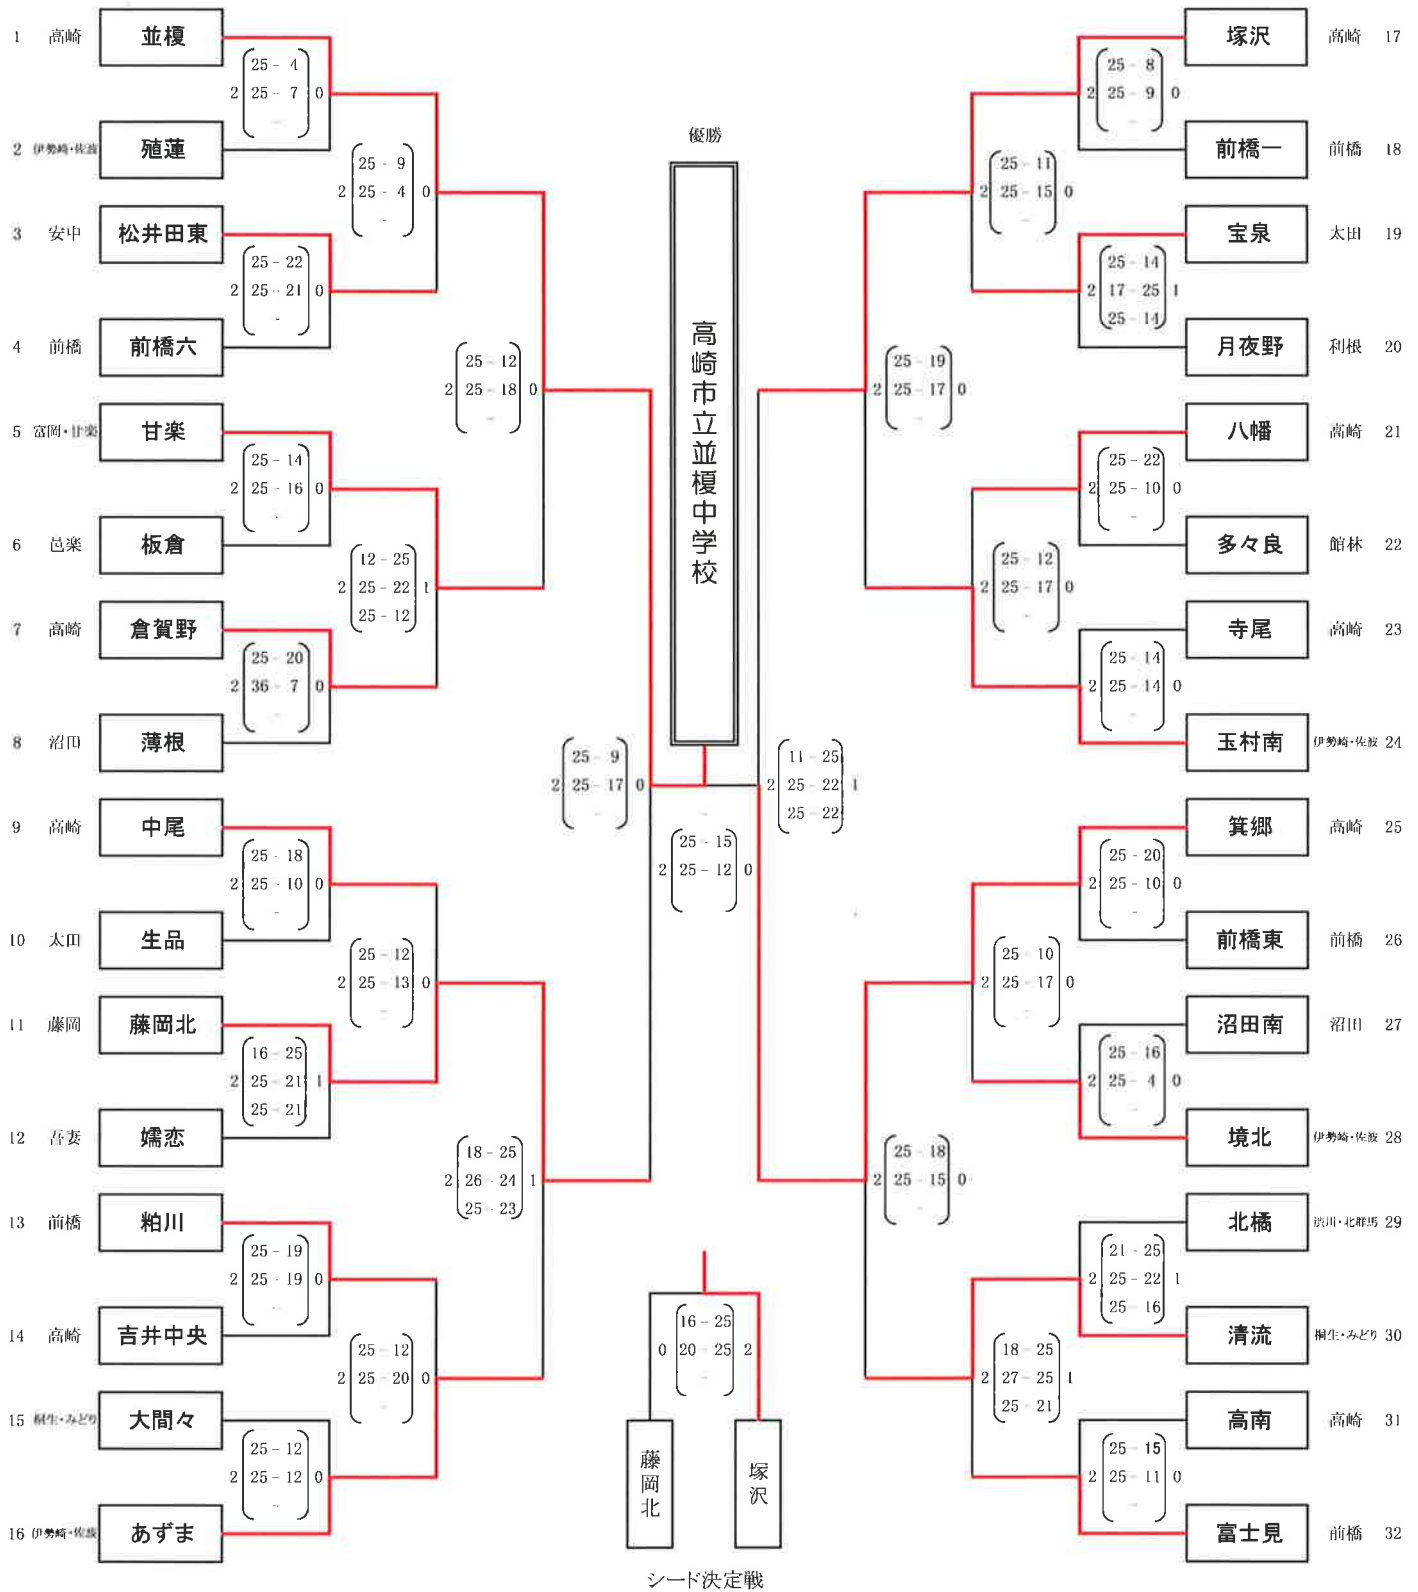 1 高崎 並榎
25 - 4
2 25 - 7 0
-
2 伊勢崎・佐波 殖蓮
25 - 9
2 25 - 4 0
-
3 安中 松井田東
25 - 22
2 25 - 21 0
-
4 前橋 前橋六
25 - 12
2 25 - 18 0
-
5 富岡・甘楽 甘楽
25 - 14
2 25 - 16 0
-
6 邑楽 板倉
12 - 25
2 25 - 22 1
25 - 12
7 高崎 倉賀野
25 - 20
2 36 - 7 0
-
8 沼田 薄根
25 - 9
2 25 - 17 0
-
9 高崎 中尾
25 - 18
2 25 - 10 0
-
10 太田 生品
25 - 12
2 25 - 13 0
-
11 藤岡 藤岡北
16 - 25
2 25 - 21 1
25 - 21
12 吾妻 嬬恋
18 - 25
2 26 - 24 1
25 - 23
13 前橋 粕川
25 - 19
2 25 - 19 0
-
14 高崎 吉井中央
25 - 12
2 25 - 20 0
-
15 桐生・みどり 大間々
25 - 12
2 25 - 12 0
-
16 伊勢崎・佐波 あずま
優勝
高崎市立並榎中学校
-
25 - 15
2 25 - 12 0
16 - 25
0 20 - 25 2
-
藤岡北
塚沢
シード決定戦
塚沢 高崎 17
25 - 8
2 25 - 9 0
-
前橋一 前橋 18
25 - 11
2 25 - 15 0
-
宝泉 太田 19
25 - 14
2 17 - 25 1
25 - 14
月夜野 利根 20
25 - 19
2 25 - 17 0
-
八幡 高崎 21
25 - 22
2 25 - 10 0
-
多々良 館林 22
25 - 12
2 25 - 17 0
-
寺尾 高崎 23
25 - 14
2 25 - 14 0
-
玉村南 伊勢崎・佐波 24
11 - 25
2 25 - 22 1
25 - 22
箕郷 高崎 25
25 - 20
2 25 - 10 0
-
前橋東 前橋 26
25 - 10
2 25 - 17 0
-
沼田南 沼田 27
25 - 16
2 25 - 4 0
-
境北 伊勢崎・佐波 28
25 - 18
2 25 - 15 0
-
北橘 渋川・北群馬 29
21 - 25
2 25 - 22 1
25 - 16
清流 桐生・みどり 30
18 - 25
2 27 - 25 1
25 - 21
高南 高崎 31
25 - 15
2 25 - 11 0
-
富士見 前橋 32